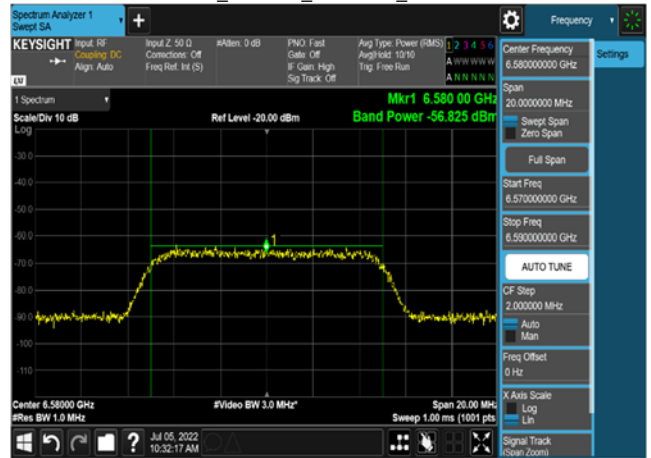 Spectrum Analyzer 1
Swept SA
+
Frequency
KEYSIGHT
Input: RF
Coupling: DC
Align: Auto
Input Z: 50 Ω
Corrections: Off
Freq Ref: Int (S)
#Atten: 0 dB
PNO: Fast
Gate: Off
IF Gain: High
Sig Track: Off
Avg Type: Power (RMS)
Avg|Hold: 10/10
Trig: Free Run
1 2 3 4 5 6
A W W W W W
A N N N N N
LXI
1 Spectrum
Scale/Div 10 dB
Log
Ref Level -20.00 dBm
Mkr1 6.580 00 GHz
Band Power -56.825 dBm
-30.0
-40.0
-50.0
-60.0
-70.0
-80.0
-90.0
-100
-110
1
Center 6.58000 GHz
#Res BW 1.0 MHz
#Video BW 3.0 MHz*
Span 20.00 MHz
Sweep 1.00 ms (1001 pts
?
Jul 05, 2022
10:32:17 AM
Center Frequency
6.580000000 GHz
Settings
Span
20.0000000 MHz
Swept Span
Zero Span
Full Span
Start Freq
6.570000000 GHz
Stop Freq
6.590000000 GHz
AUTO TUNE
CF Step
2.000000 MHz
Auto
Man
Freq Offset
0 Hz
X Axis Scale
Log
Lin
Signal Track
(Span Zoom)